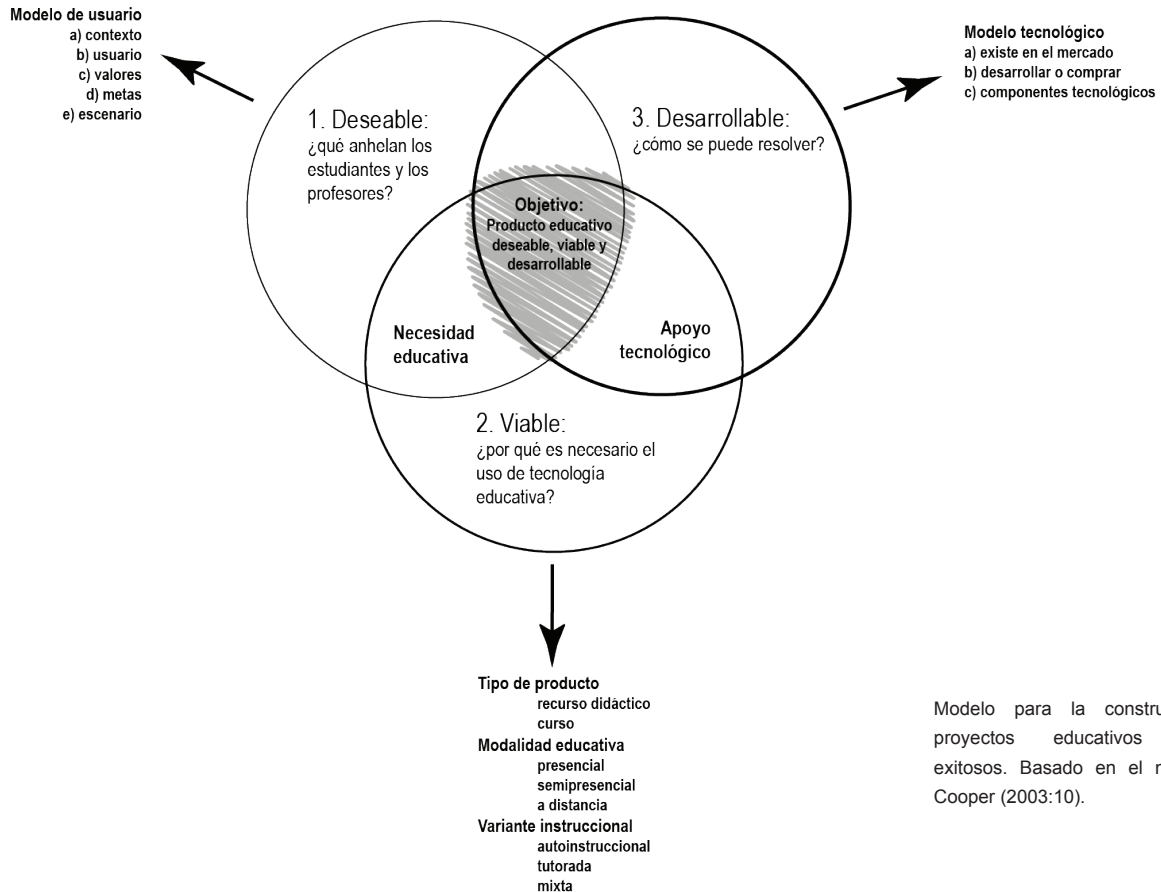 Modelo de usuario
a) contexto
b) usuario
c) valores
d) metas
e) escenario
Modelo tecnológico
a) existe en el mercado
b) desarrollar o comprar
c) componentes tecnológicos
1. Deseable:
¿qué anhelan los
estudiantes y los
profesores?
3. Desarrollable:
¿cómo se puede resolver?
Objetivo:
Producto educativo
deseable, viable y
desarrollable
Necesidad
educativa
Apoyo
tecnológico
2. Viable:
¿por qué es necesario el
uso de tecnología
educativa?
Tipo de producto
recurso didáctico
curso
Modalidad educativa
presencial
semipresencial
a distancia
Variante instruccional
autoinstruccional
tutorada
mixta
Modelo para la constru
proyectos educativos
exitosos. Basado en el
Cooper (2003:10).